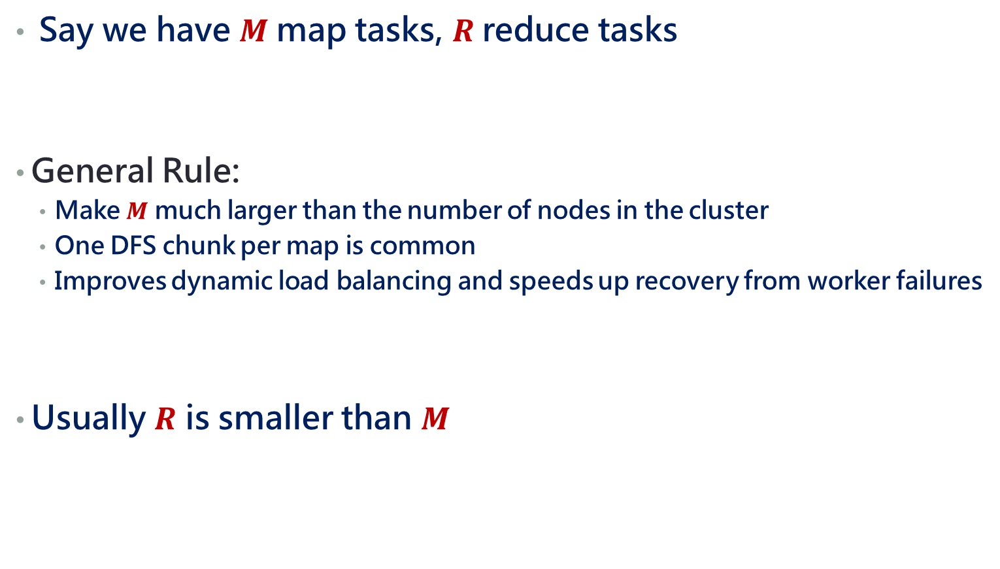 • Say we have M map tasks, R reduce tasks
• General Rule:
• Make M much larger than the number of nodes in the cluster
• One DFS chunk per map is common
• Improves dynamic load balancing and speeds up recovery from worker failures
• Usually R is smaller than M